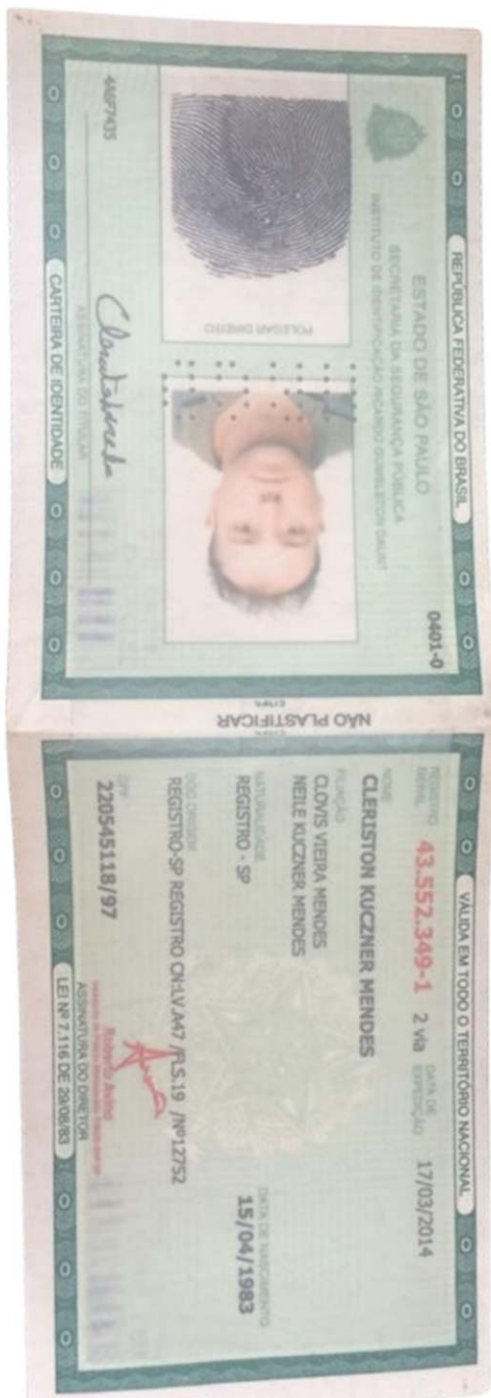 REPÚBLICA FEDERATIVA DO BRASIL
ESTADO DE SÃO PAULO
SECRETARIA DA SEGURANÇA PÚBLICA
INSTITUTO DE IDENTIFICAÇÃO RICARDO GUMBLETON DAUNT
0401-0
POLEGAR DIREITO
4A6P7435
ASSINATURA DO TITULAR
CARTEIRA DE IDENTIDADE
NÃO PLASTIFICAR
VÁLIDA EM TODO O TERRITÓRIO NACIONAL
REGISTRO GERAL 43.552.349-1 2 via DATA DE EXPEDIÇÃO 17/03/2014
NOME
CLERISTON KUCZNER MENDES
FILIAÇÃO
CLOVIS VIEIRA MENDES
NEILE KUCZNER MENDES
NATURALIDADE DATA DE NASCIMENTO
REGISTRO - SP 15/04/1983
DOC ORIGEM
REGISTRO-SP REGISTRO CN:LV.A47 /FLS.19 /Nº12752
CPF
220545118/97
Roberto Avino
ASSINATURA DO DIRETOR
LEI Nº 7.116 DE 29/08/83